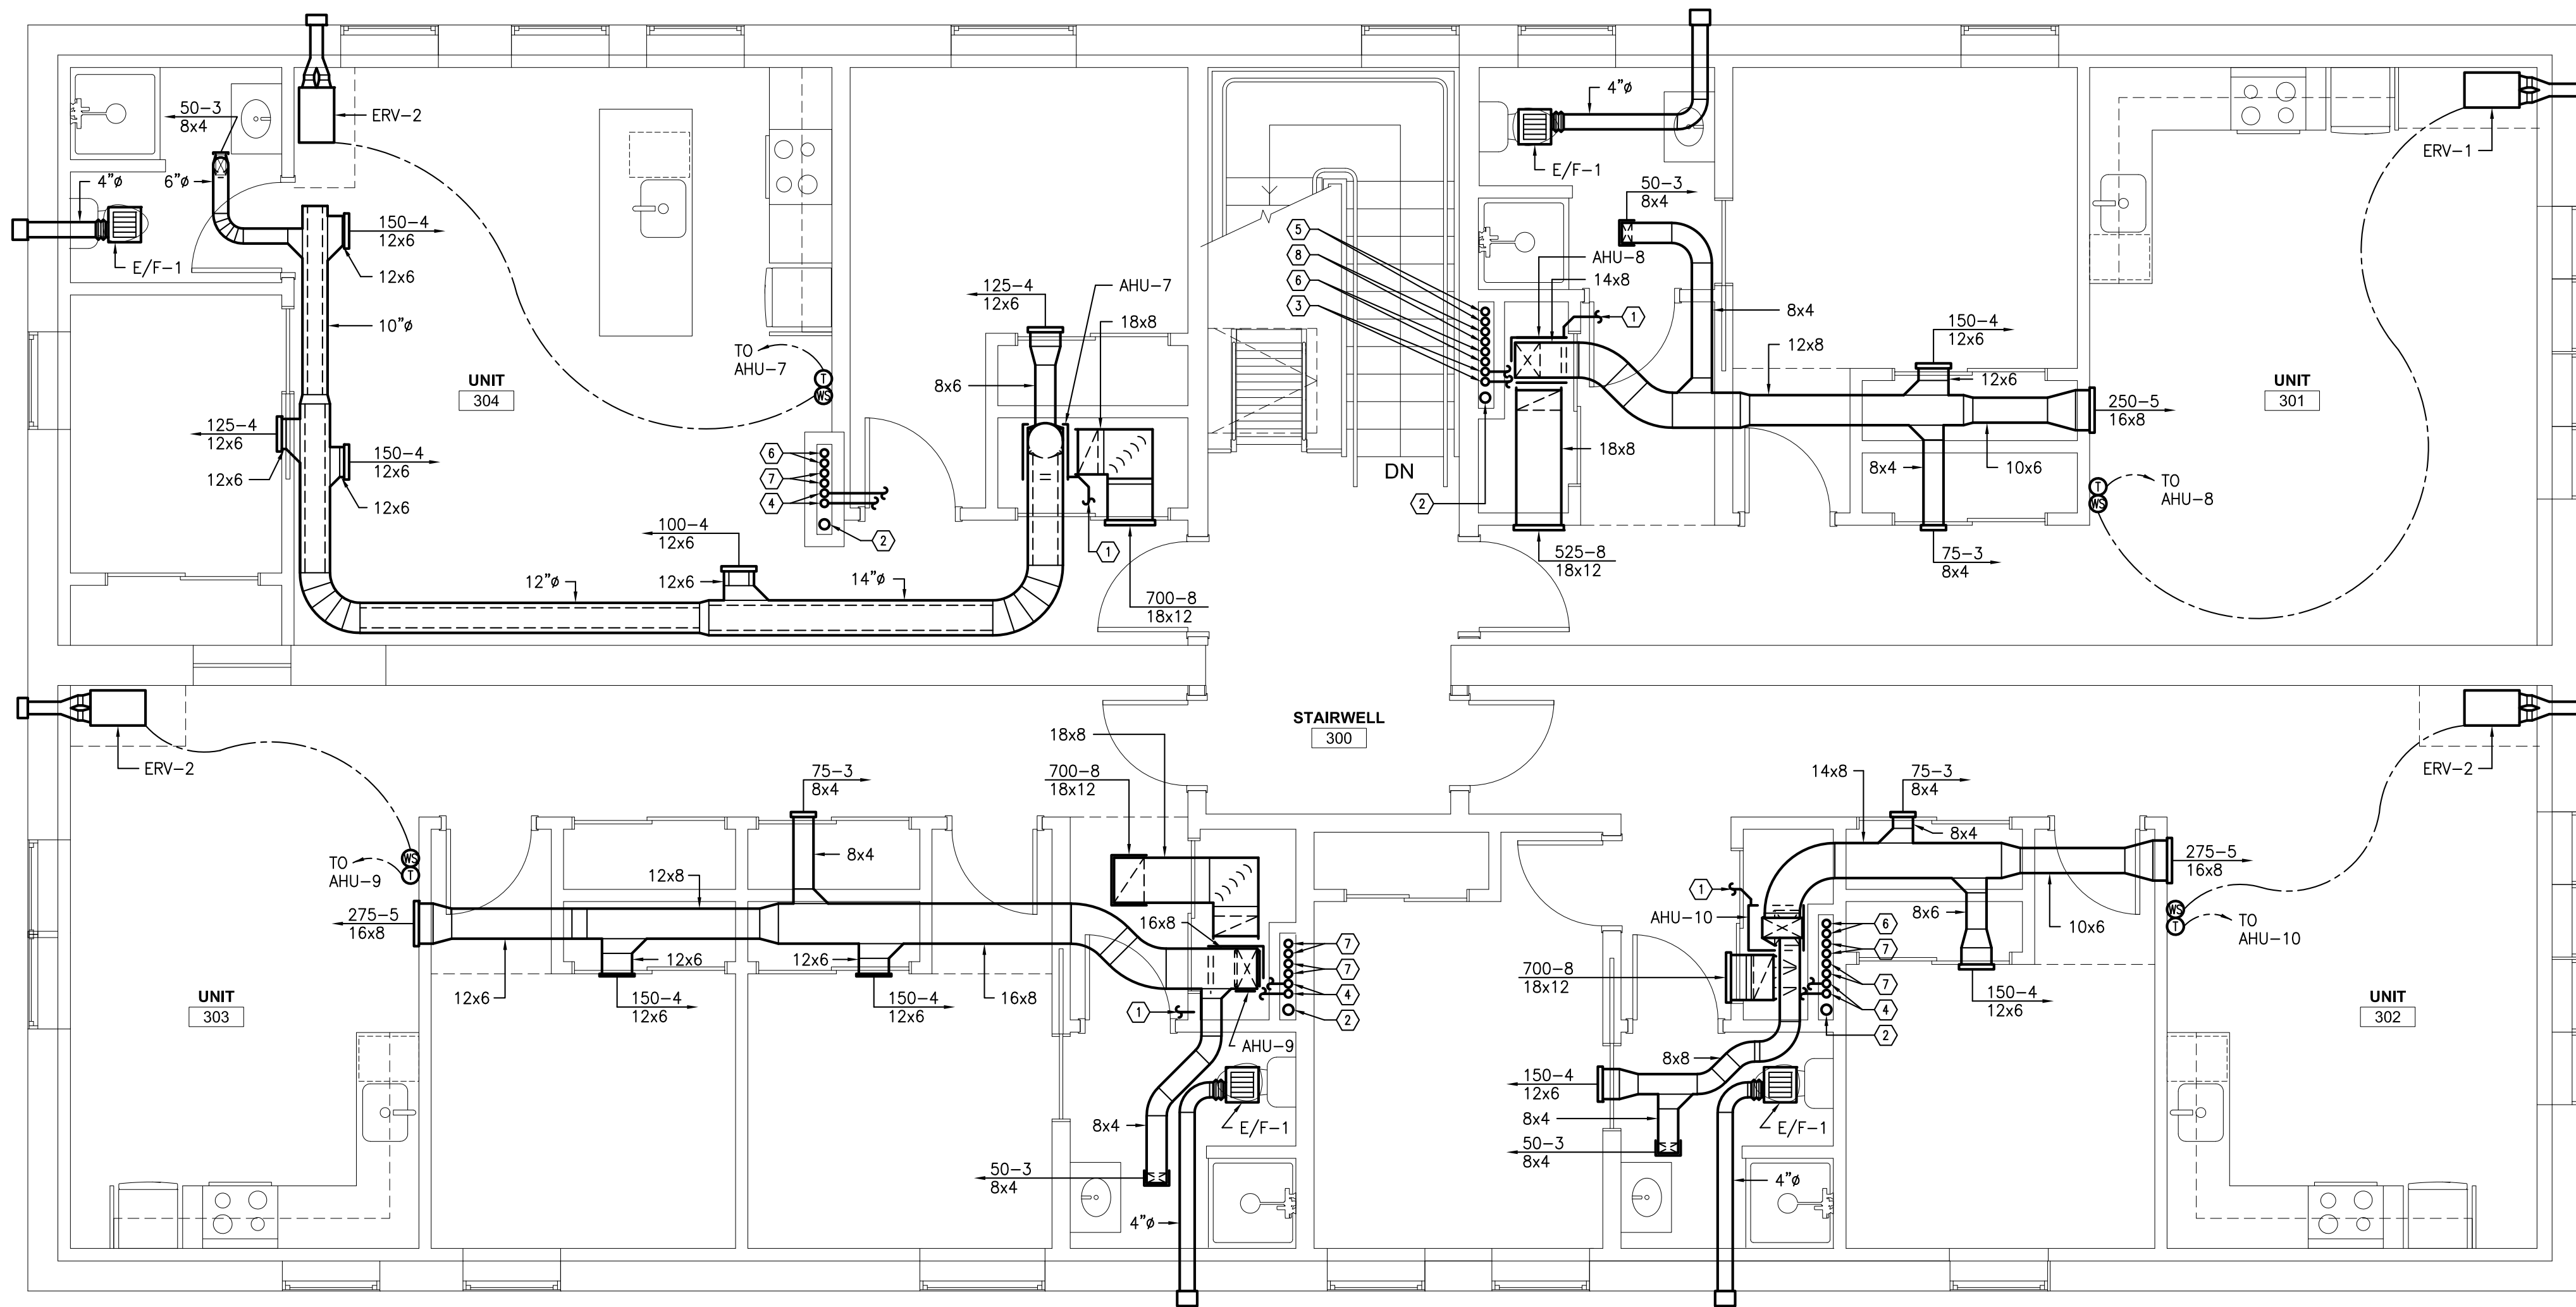 50-3
8x4
ERV-2
4"ø
6"ø
150-4
12x6
E/F-1
12x6
10"ø
125-4
12x6
AHU-7
18x8
TO
AHU-7
T
WS
8x6
UNIT
304
125-4
12x6
12x6
150-4
12x6
12x6
6
7
4
2
100-4
12x6
12x6
1
12"ø
14"ø
700-8
18x12
4"ø
E/F-1
ERV-1
50-3
8x4
5
8
6
3
AHU-8
14x8
1
8x4
12x8
150-4
12x6
12x6
UNIT
301
250-5
16x8
18x8
8x4
10x6
DN
2
T
WS
TO
AHU-8
525-8
18x12
75-3
8x4
STAIRWELL
300
ERV-2
18x8
75-3
8x4
700-8
18x12
WS
T
TO
AHU-9
8x4
12x8
275-5
16x8
16x8
12x6
12x6
7
7
4
2
UNIT
303
12x6
150-4
12x6
150-4
12x6
16x8
1
AHU-9
8x4
E/F-1
50-3
8x4
4"ø
ERV-2
14x8
75-3
8x4
8x4
275-5
16x8
1
AHU-10
8x6
10x6
WS
T
TO
AHU-10
6
7
7
4
2
700-8
18x12
150-4
12x6
UNIT
302
8x8
150-4
12x6
8x4
E/F-1
50-3
8x4
4"ø